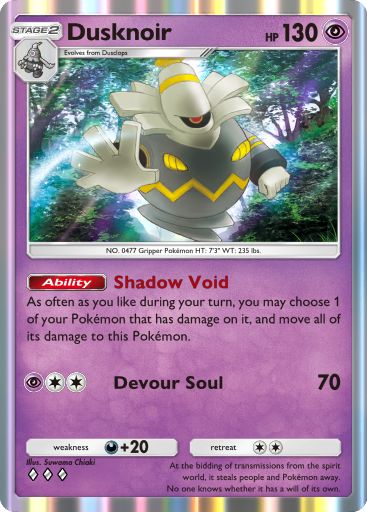 STAGE 2 Dusknoir HP 130
Evolves from Dusclops
NO. 0477 Gripper Pokémon HT: 7'3" WT: 235 lbs.
Ability Shadow Void
As often as you like during your turn, you may choose 1
of your Pokémon that has damage on it, and move all of
its damage to this Pokémon.
Devour Soul 70
weakness +20 retreat
Illus. Suwama Chiaki
At the bidding of transmissions from the spirit
world, it steals people and Pokémon away.
No one knows whether it has a will of its own.